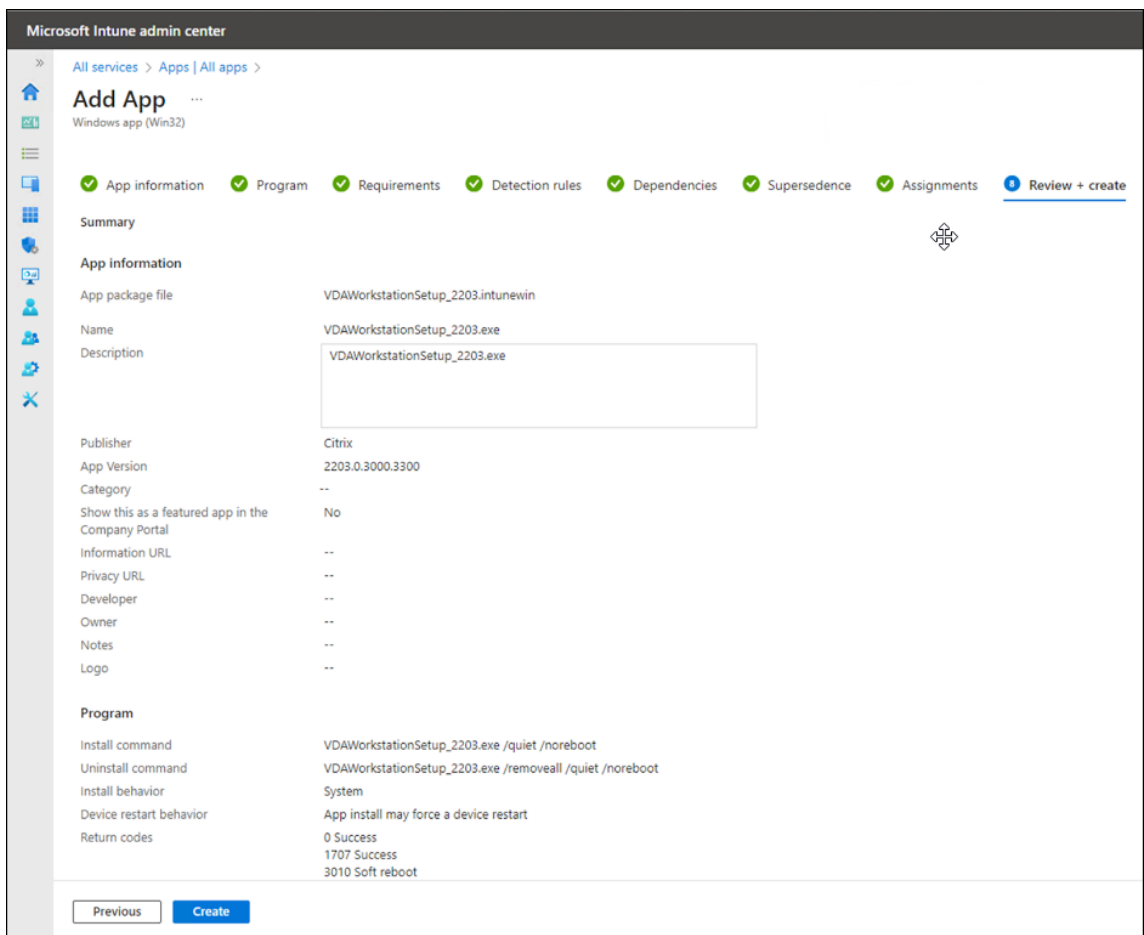 Microsoft Intune admin center
»
All services > Apps | All apps >
Add App ...
Windows app (Win32)
App information Program Requirements Detection rules Dependencies Supersedence Assignments 8 Review + create
Summary
App information
App package file VDAWorkstationSetup_2203.intunewin
Name VDAWorkstationSetup_2203.exe
Description VDAWorkstationSetup_2203.exe
Publisher Citrix
App Version 2203.0.3000.3300
Category --
Show this as a featured app in the No
Company Portal
Information URL --
Privacy URL --
Developer --
Owner --
Notes --
Logo --
Program
Install command VDAWorkstationSetup_2203.exe /quiet /noreboot
Uninstall command VDAWorkstationSetup_2203.exe /removeall /quiet /noreboot
Install behavior System
Device restart behavior App install may force a device restart
Return codes 0 Success
1707 Success
3010 Soft reboot
Previous Create